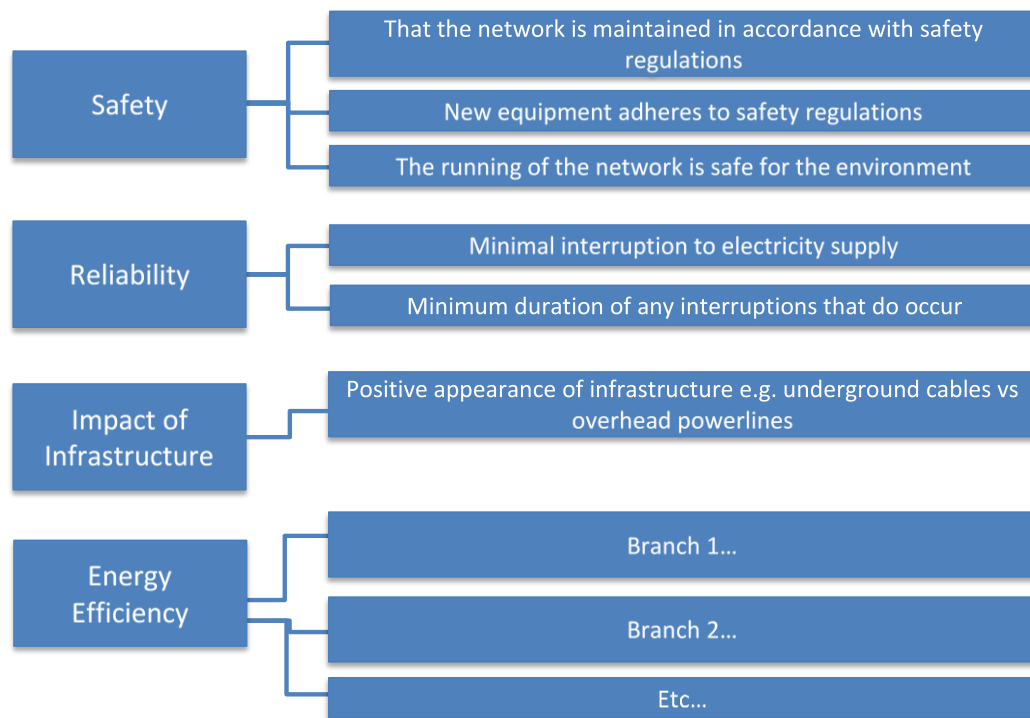 Safety
That the network is maintained in accordance with safety
regulations
New equipment adheres to safety regulations
The running of the network is safe for the environment
Reliability
Minimal interruption to electricity supply
Minimum duration of any interruptions that do occur
Impact of
Infrastructure
Positive appearance of infrastructure e.g. underground cables vs
overhead powerlines
Energy
Efficiency
Branch 1…
Branch 2…
Etc…